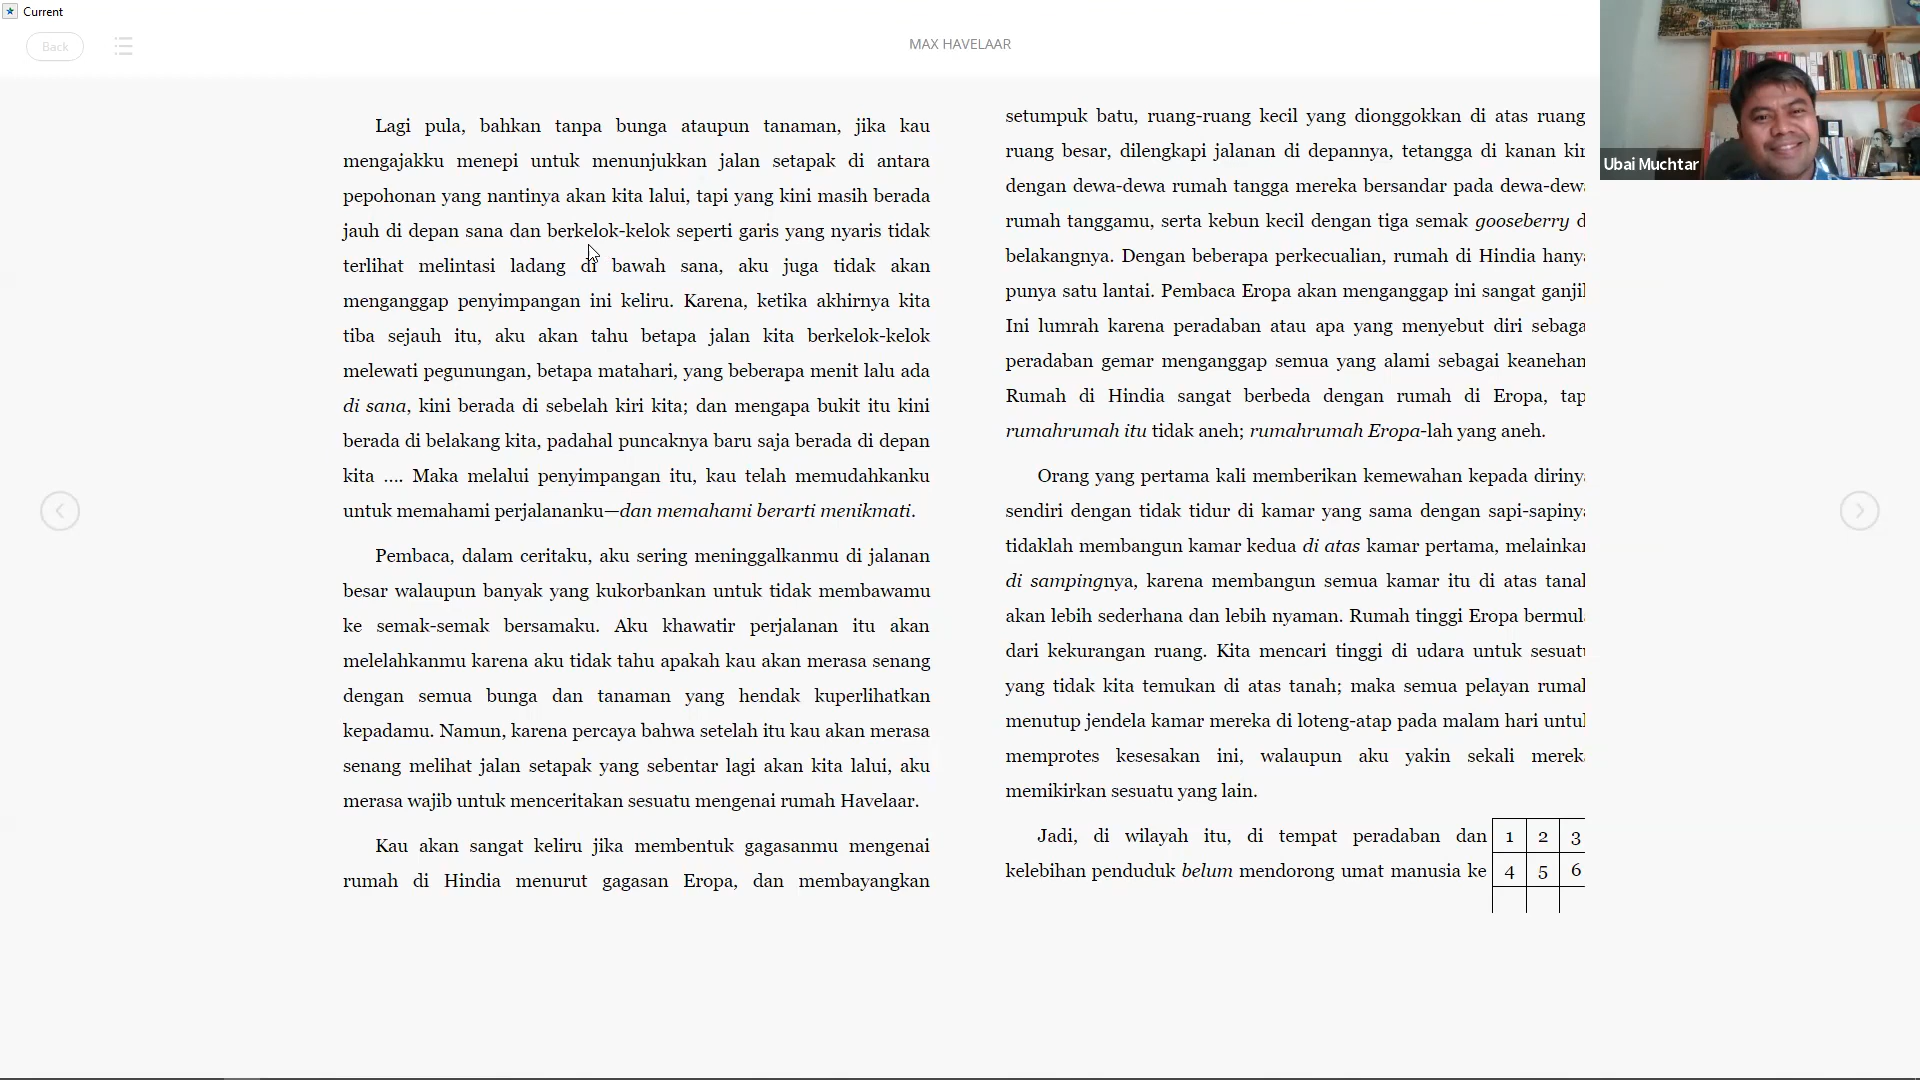 Current
Back
MAX HAVELAAR
Ubai Muchtar
Lagi pula, bahkan tanpa bunga ataupun tanaman, jika kau
mengajakku menepi untuk menunjukkan jalan setapak di antara
pepohonan yang nantinya akan kita lalui, tapi yang kini masih berada
jauh di depan sana dan berkelok-kelok seperti garis yang nyaris tidak
terlihat melintasi ladang di bawah sana, aku juga tidak akan
menganggap penyimpangan ini keliru. Karena, ketika akhirnya kita
tiba sejauh itu, aku akan tahu betapa jalan kita berkelok-kelok
melewati pegunungan, betapa matahari, yang beberapa menit lalu ada
di sana, kini berada di sebelah kiri kita; dan mengapa bukit itu kini
berada di belakang kita, padahal puncaknya baru saja berada di depan
kita .... Maka melalui penyimpangan itu, kau telah memudahkanku
untuk memahami perjalananku—dan memahami berarti menikmati.
Pembaca, dalam ceritaku, aku sering meninggalkanmu di jalanan
besar walaupun banyak yang kukorbankan untuk tidak membawamu
ke semak-semak bersamaku. Aku khawatir perjalanan itu akan
melelahkanmu karena aku tidak tahu apakah kau akan merasa senang
dengan semua bunga dan tanaman yang hendak kuperlihatkan
kepadamu. Namun, karena percaya bahwa setelah itu kau akan merasa
senang melihat jalan setapak yang sebentar lagi akan kita lalui, aku
merasa wajib untuk menceritakan sesuatu mengenai rumah Havelaar.
Kau akan sangat keliru jika membentuk gagasanmu mengenai
rumah di Hindia menurut gagasan Eropa, dan membayangkan
setumpuk batu, ruang-ruang kecil yang dionggokkan di atas ruang
ruang besar, dilengkapi jalanan di depannya, tetangga di kanan
dengan dewa-dewa rumah tangga mereka bersandar pada
rumah tanggamu, serta kebun kecil dengan tiga semak gooseberry
belakangnya. Dengan beberapa perkecualian, rumah di Hindia
punya satu lantai. Pembaca Eropa akan menganggap ini sangat
Ini lumrah karena peradaban atau apa yang menyebut diri
peradaban gemar menganggap semua yang alami sebagai keanehan
Rumah di Hindia sangat berbeda dengan rumah di Eropa,
rumahrumah itu tidak aneh; rumahrumah Eropa-lah yang aneh.
Orang yang pertama kali memberikan kemewahan kepada
sendiri dengan tidak tidur di kamar yang sama dengan
tidaklah membangun kamar kedua di atas kamar pertama,
di sampingnya, karena membangun semua kamar itu di atas
akan lebih sederhana dan lebih nyaman. Rumah tinggi Eropa
dari kekurangan ruang. Kita mencari tinggi di udara untuk
yang tidak kita temukan di atas tanah; maka semua pelayan
menutup jendela kamar mereka di loteng-atap pada malam hari
memprotes kesesakan ini, walaupun aku yakin sekali
memikirkan sesuatu yang lain.
Jadi, di wilayah itu, di tempat peradaban dan
kelebihan penduduk belum mendorong umat manusia ke
1 2 3
4 5 6